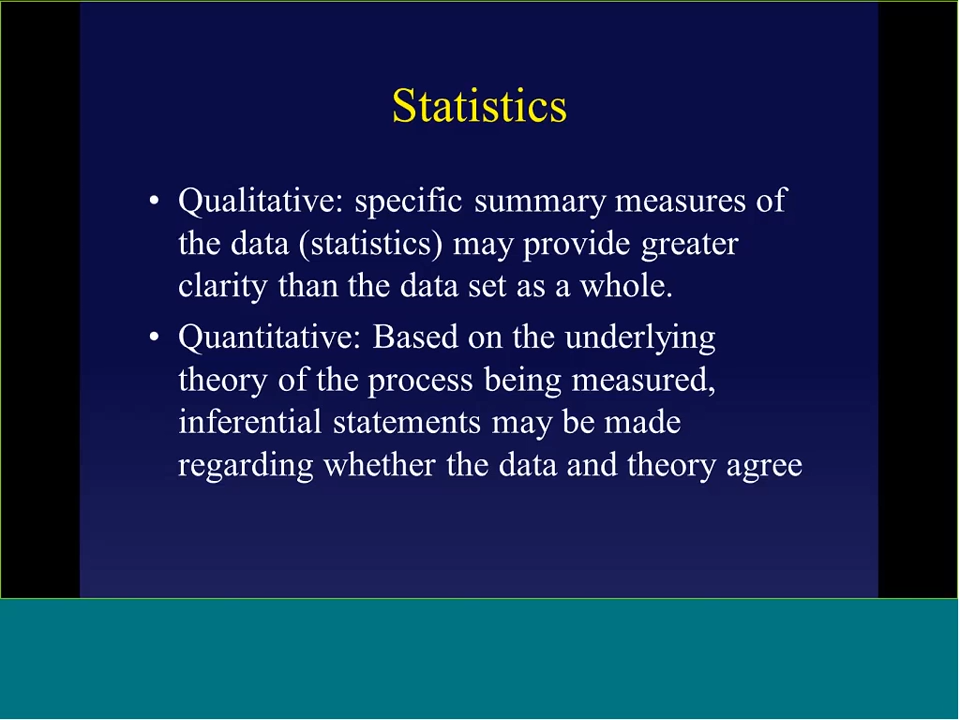 Statistics
• Qualitative: specific summary measures of
the data (statistics) may provide greater
clarity than the data set as a whole.
• Quantitative: Based on the underlying
theory of the process being measured,
inferential statements may be made
regarding whether the data and theory agree